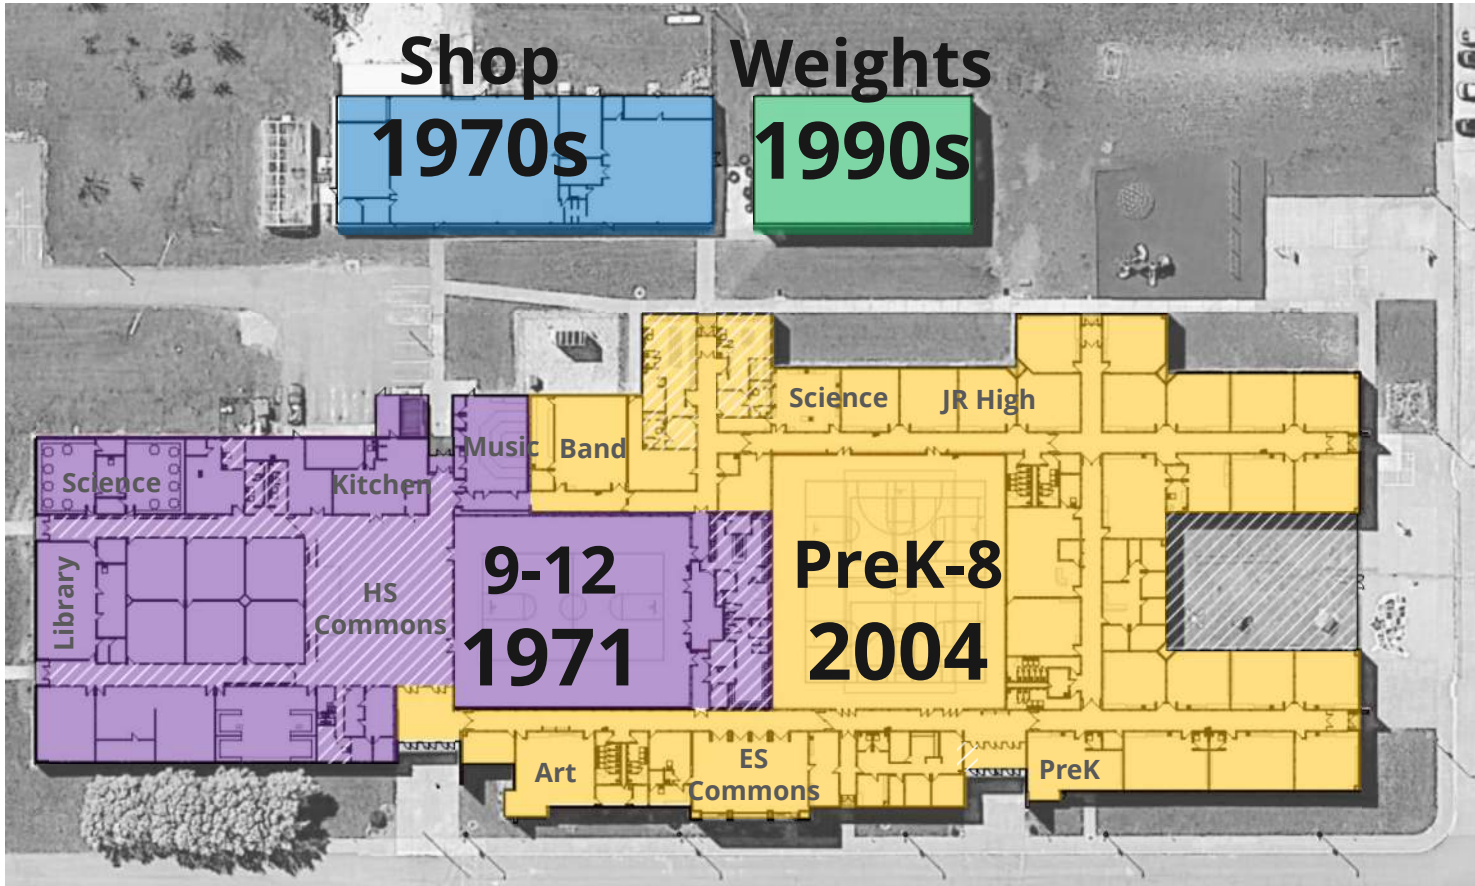 Shop
1970s
Weights
1990s
Science
JR High
Music
Band
Science
Kitchen
Library
HS
Commons
9-12
1971
PreK-8
2004
Art
ES
Commons
PreK